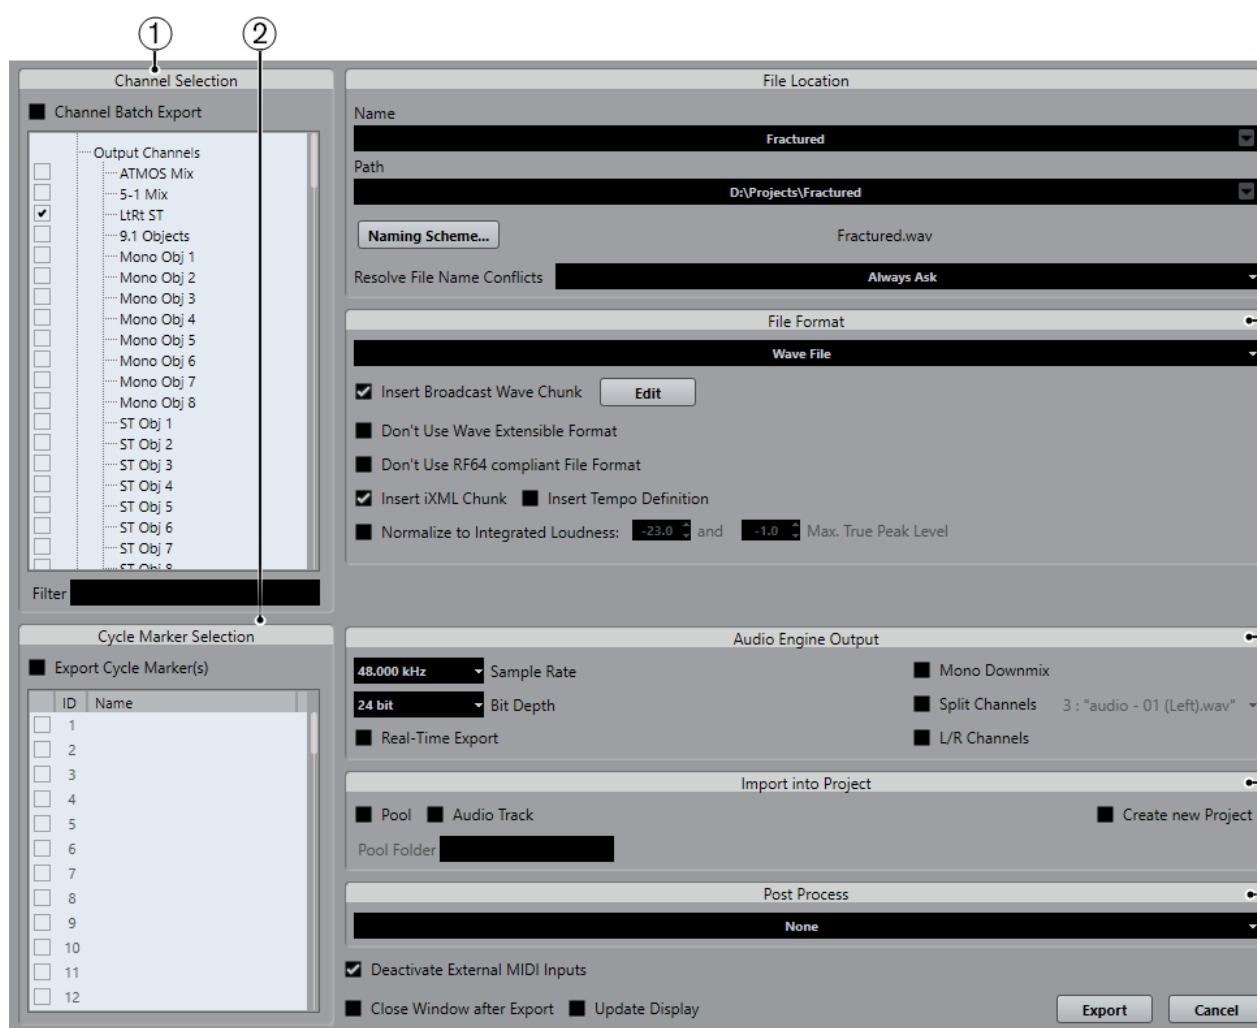 1 2
Channel Selection
Channel Batch Export
Output Channels
ATMOS Mix
5-1 Mix
LtRt ST
9.1 Objects
Mono Obj 1
Mono Obj 2
Mono Obj 3
Mono Obj 4
Mono Obj 5
Mono Obj 6
Mono Obj 7
Mono Obj 8
ST Obj 1
ST Obj 2
ST Obj 3
ST Obj 4
ST Obj 5
ST Obj 6
ST Obj 7
ST Obj 8
Filter
Cycle Marker Selection
Export Cycle Marker(s)
ID Name
1
2
3
4
5
6
7
8
9
10
11
12
File Location
Name
Fractured
Path
D:\Projects\Fractured
Naming Scheme... Fractured.wav
Resolve File Name Conflicts Always Ask
File Format
Wave File
Insert Broadcast Wave Chunk Edit
Don't Use Wave Extensible Format
Don't Use RF64 compliant File Format
Insert iXML Chunk Insert Tempo Definition
Normalize to Integrated Loudness: -23.0 and -1.0 Max. True Peak Level
Audio Engine Output
48.000 kHz Sample Rate Mono Downmix
24 bit Bit Depth Split Channels 3 : "audio - 01 (Left).wav"
Real-Time Export L/R Channels
Import into Project
Pool Audio Track Create new Project
Pool Folder
Post Process
None
Deactivate External MIDI Inputs
Close Window after Export Update Display Export Cancel